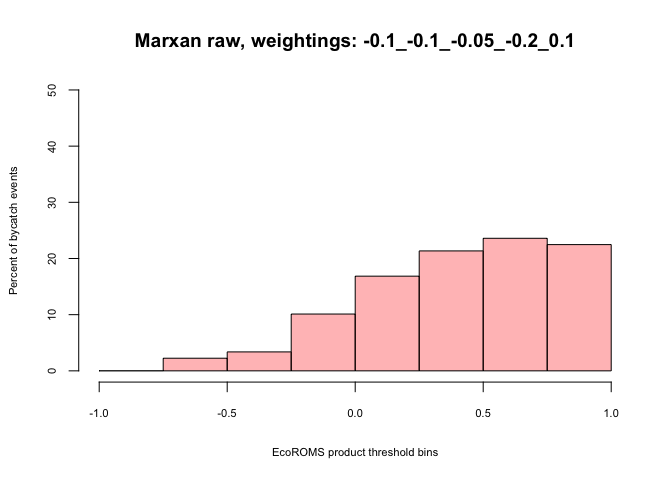 Marxan raw, weightings: -0.1_-0.1_-0.05_-0.2_0.1
Percent of bycatch events
50
40
30
20
10
0
-1.0 -0.5 0.0 0.5 1.0
EcoROMS product threshold bins